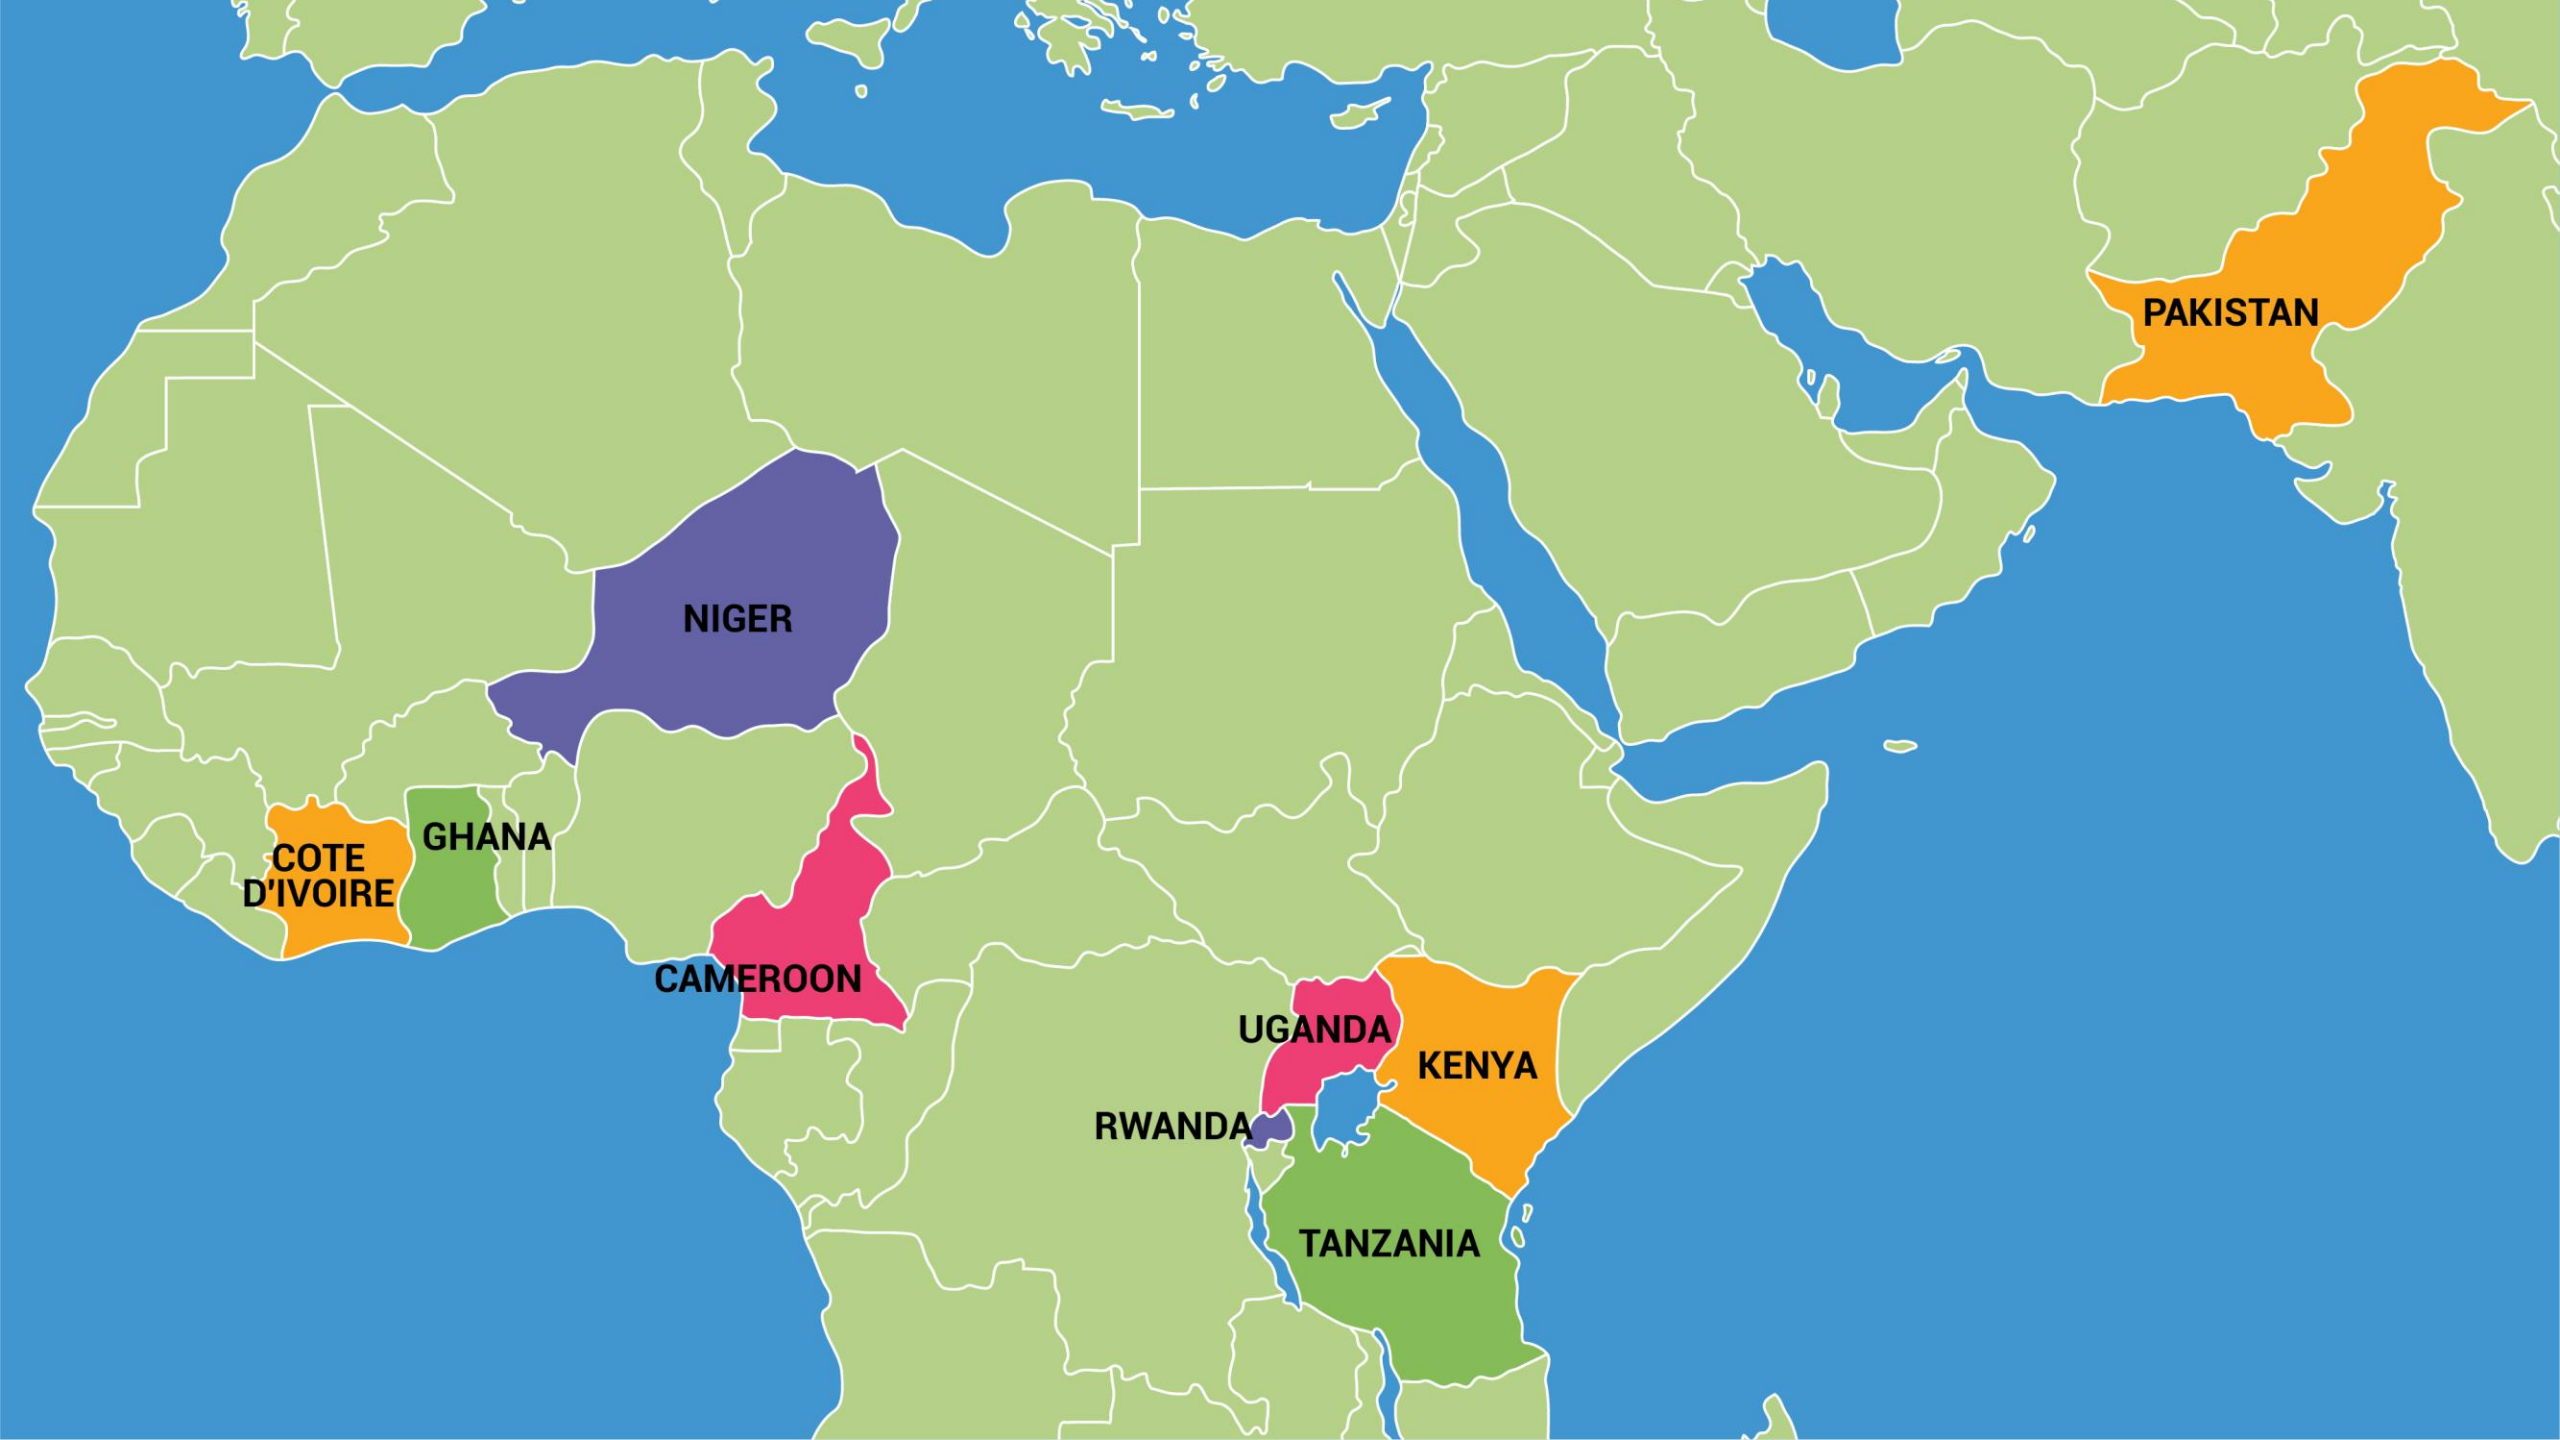 PAKISTAN
NIGER
GHANA
COTE
D'IVOIRE
CAMEROON
UGANDA
KENYA
RWANDA
TANZANIA